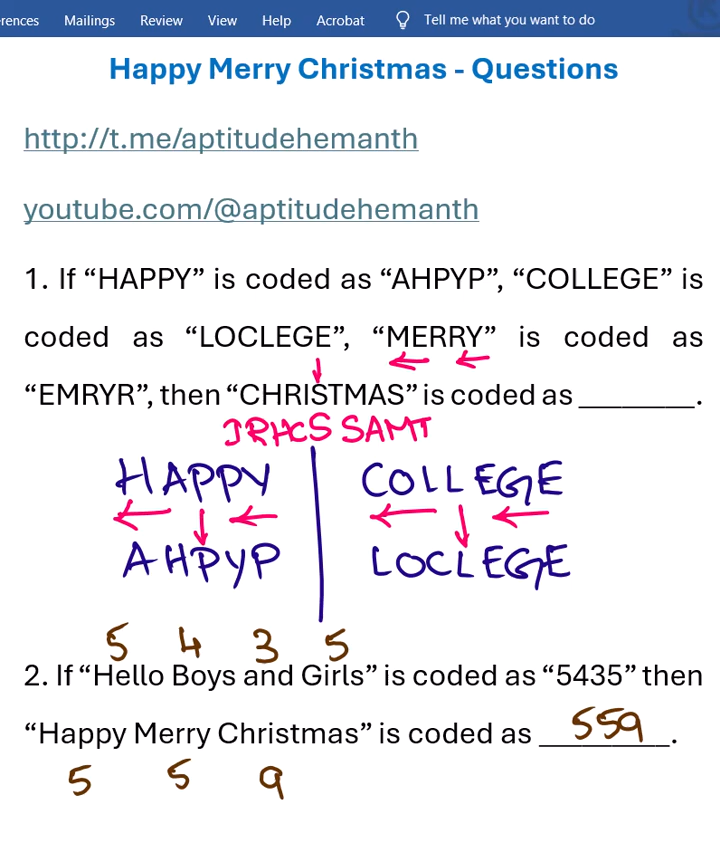 rences Mailings Review View Help Acrobat Tell me what you want to do
Happy Merry Christmas - Questions
http://t.me/aptitudehemanth
youtube.com/@aptitudehemanth
1. If “HAPPY” is coded as “AHPYP”, “COLLEGE” is
coded as “LOCLEGE”, “MERRY” is coded as
“EMRYR”, then “CHRISTMAS” is coded as ________.
IRHCS SAMT
HAPPY COLLEGE
AHPYP LOCLEGE
5 4 3 5
2. If “Hello Boys and Girls” is coded as “5435” then
“Happy Merry Christmas” is coded as 559.
5 5 9